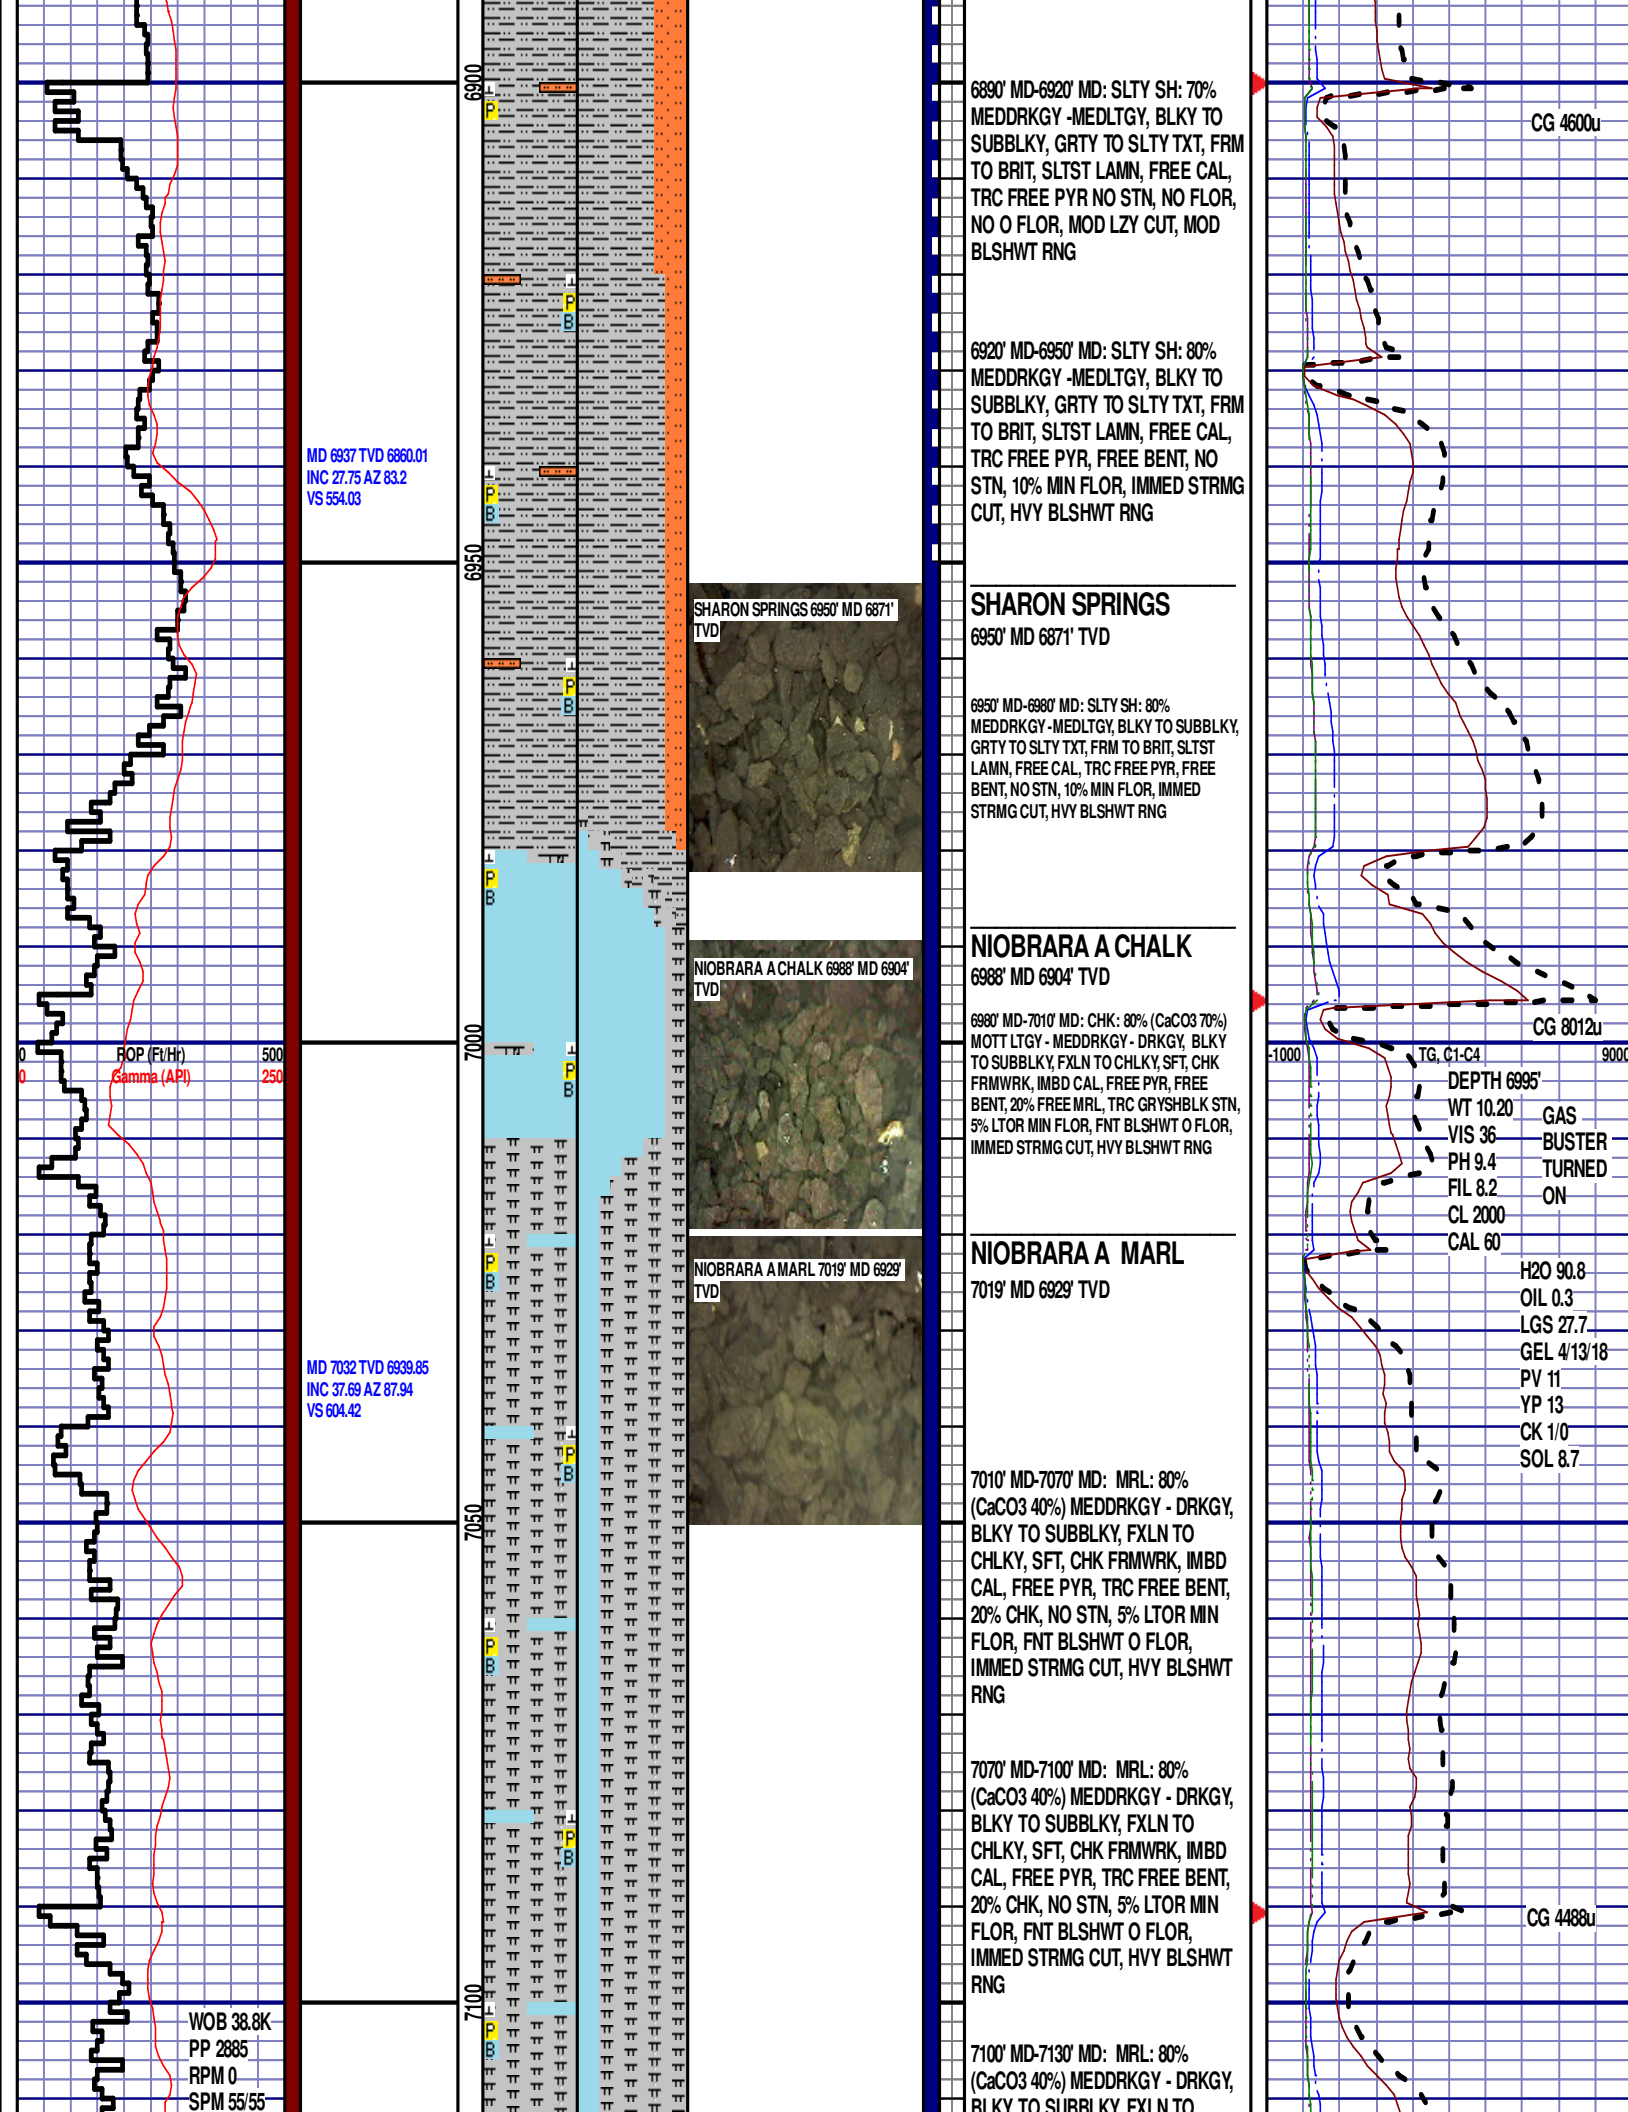 6900
6950
7000
7050
7100
0 ROP (Ft/Hr) 500
0 Gamma (API) 250
WOB 38.8K
PP 2885
RPM 0
SPM 55/55
MD 6937 TVD 6860.01
INC 27.75 AZ 83.2
VS 554.03
MD 7032 TVD 6939.85
INC 37.69 AZ 87.94
VS 604.42
P
P
B
P
B
P
B
P
B
P
B
P
B
P
B
P
B
P
B
P
B
SHARON SPRINGS 6950' MD 6871'
TVD
NIOBRARA A CHALK 6988' MD 6904'
TVD
NIOBRARA A MARL 7019' MD 6929'
TVD
6890' MD-6920' MD: SLTY SH: 70%
MEDDRKGY -MEDLTGY, BLKY TO
SUBBLKY, GRTY TO SLTY TXT, FRM
TO BRIT, SLTST LAMN, FREE CAL,
TRC FREE PYR NO STN, NO FLOR,
NO O FLOR, MOD LZY CUT, MOD
BLSHWT RNG
6920' MD-6950' MD: SLTY SH: 80%
MEDDRKGY -MEDLTGY, BLKY TO
SUBBLKY, GRTY TO SLTY TXT, FRM
TO BRIT, SLTST LAMN, FREE CAL,
TRC FREE PYR, FREE BENT, NO
STN, 10% MIN FLOR, IMMED STRMG
CUT, HVY BLSHWT RNG
SHARON SPRINGS
6950' MD 6871' TVD
6950' MD-6980' MD: SLTY SH: 80%
MEDDRKGY -MEDLTGY, BLKY TO SUBBLKY,
GRTY TO SLTY TXT, FRM TO BRIT, SLTST
LAMN, FREE CAL, TRC FREE PYR, FREE
BENT, NO STN, 10% MIN FLOR, IMMED
STRMG CUT, HVY BLSHWT RNG
NIOBRARA A CHALK
6988' MD 6904' TVD
6980' MD-7010' MD: CHK: 80% (CaCO3 70%)
MOTT LTGY - MEDDRKGY - DRKGY, BLKY
TO SUBBLKY, FXLN TO CHLKY, SFT, CHK
FRMWRK, IMBD CAL, FREE PYR, FREE
BENT, 20% FREE MRL, TRC GRYSHBLK STN,
5% LTOR MIN FLOR, FNT BLSHWT O FLOR,
IMMED STRMG CUT, HVY BLSHWT RNG
NIOBRARA A MARL
7019' MD 6929' TVD
7010' MD-7070' MD: MRL: 80%
(CaCO3 40%) MEDDRKGY - DRKGY,
BLKY TO SUBBLKY, FXLN TO
CHLKY, SFT, CHK FRMWRK, IMBD
CAL, FREE PYR, TRC FREE BENT,
20% CHK, NO STN, 5% LTOR MIN
FLOR, FNT BLSHWT O FLOR,
IMMED STRMG CUT, HVY BLSHWT
RNG
7070' MD-7100' MD: MRL: 80%
(CaCO3 40%) MEDDRKGY - DRKGY,
BLKY TO SUBBLKY, FXLN TO
CHLKY, SFT, CHK FRMWRK, IMBD
CAL, FREE PYR, TRC FREE BENT,
20% CHK, NO STN, 5% LTOR MIN
FLOR, FNT BLSHWT O FLOR,
IMMED STRMG CUT, HVY BLSHWT
RNG
7100' MD-7130' MD: MRL: 80%
(CaCO3 40%) MEDDRKGY - DRKGY,
BLKY TO SUBBLKY, FXLN TO
CG 4600u
CG 8012u
-1000 TG, C1-C4 9000
DEPTH 6995'
WT 10.20
VIS 36
PH 9.4
FIL 8.2
CL 2000
CAL 60
GAS
BUSTER
TURNED
ON
H2O 90.8
OIL 0.3
LGS 27.7
GEL 4/13/18
PV 11
YP 13
CK 1/0
SOL 8.7
CG 4488u